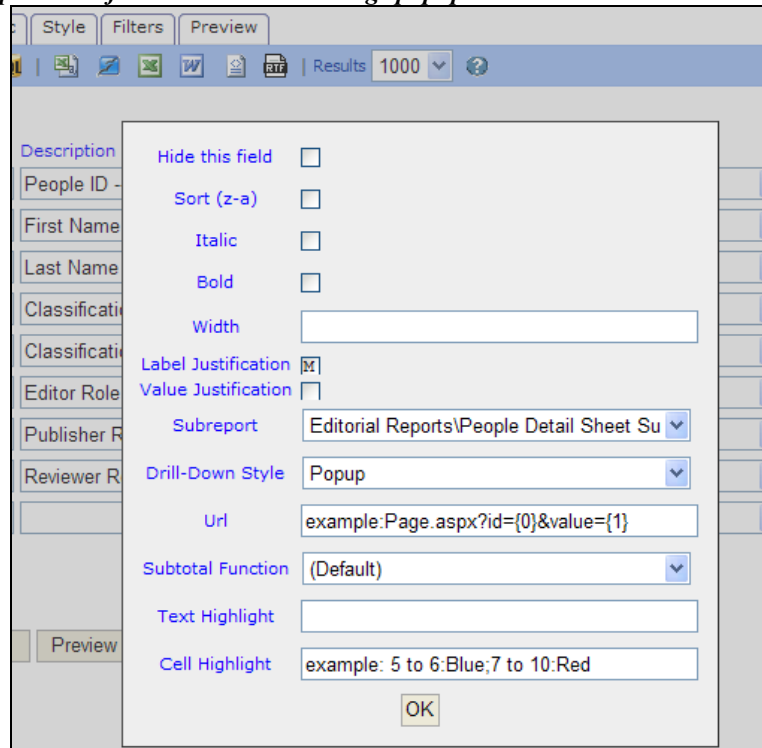 Style Filters Preview
RTF Results 1000
Description
People ID -
First Name
Last Name
Classificati
Classificati
Editor Role
Publisher R
Reviewer R
Preview
Hide this field
Sort (z-a)
Italic
Bold
Width
Label Justification M
Value Justification
Subreport Editorial Reports\People Detail Sheet Su
Drill-Down Style Popup
Url example:Page.aspx?id={0}&value={1}
Subtotal Function (Default)
Text Highlight
Cell Highlight example: 5 to 6:Blue;7 to 10:Red
OK